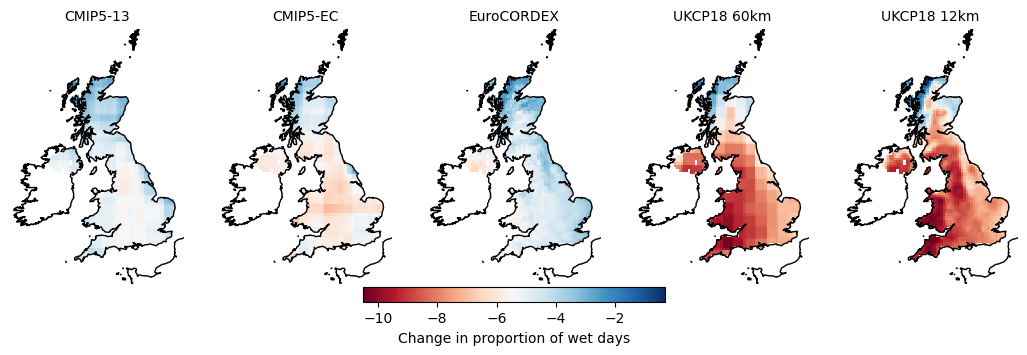 CMIP5-13 CMIP5-EC EuroCORDEX UKCP18 60km UKCP18 12km
−10 −8 −6 −4 −2
Change in proportion of wet days